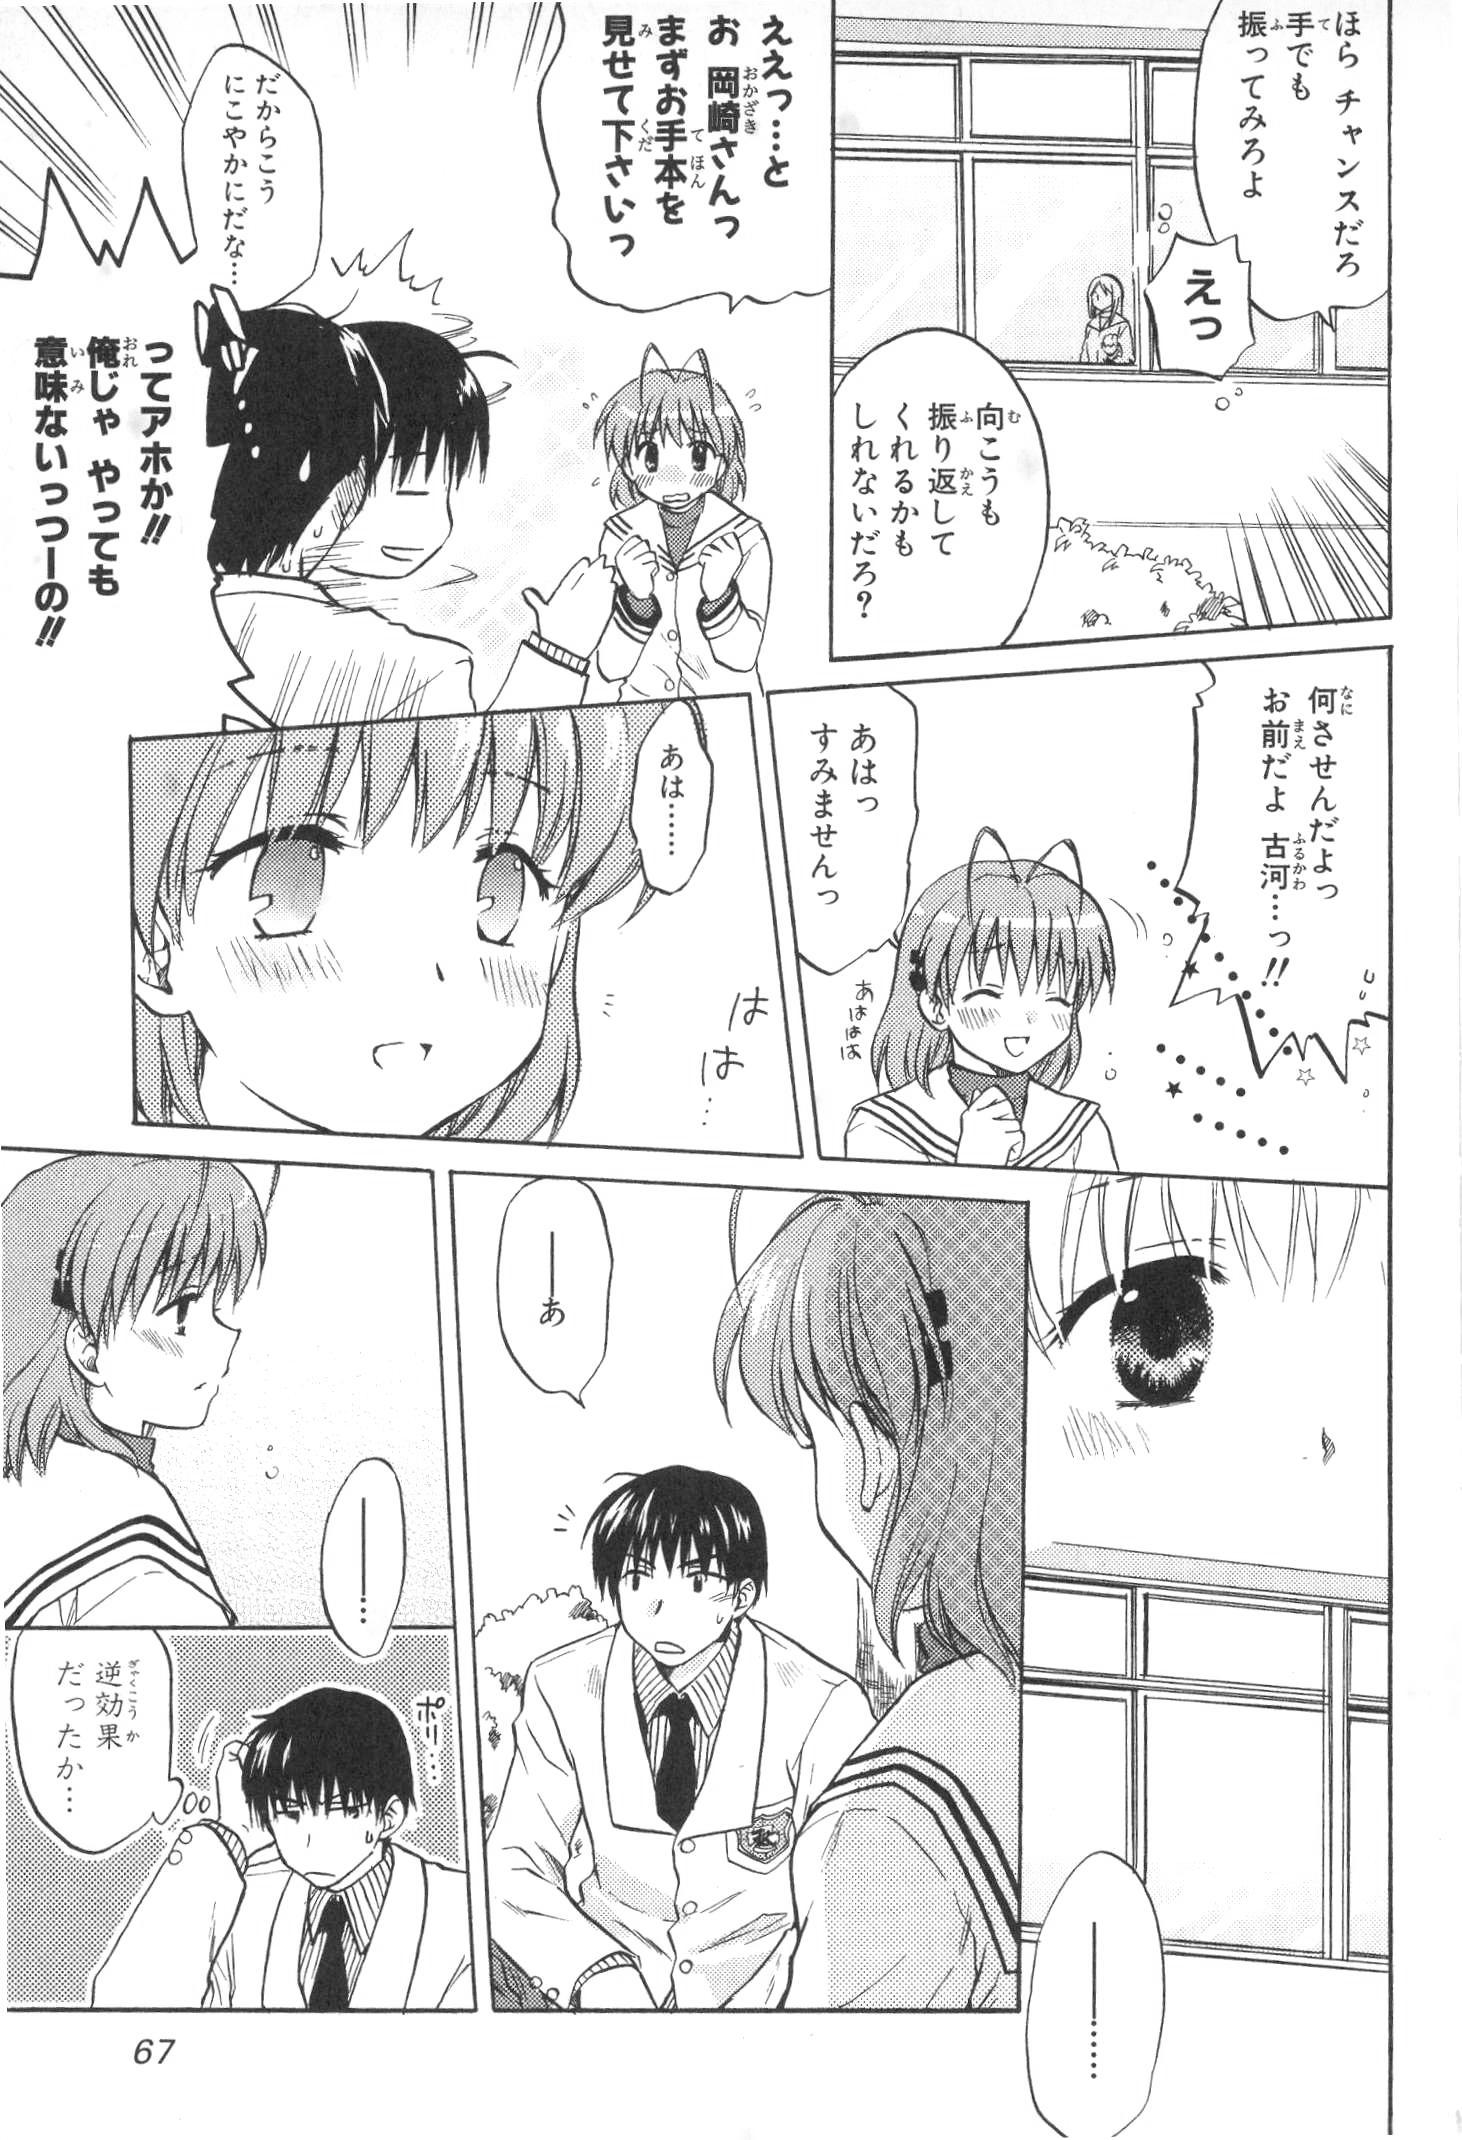 ほら チャンスだろ
手でも
振ってみろよ
えっ
向こうも
振り返して
くれるかも
しれないだろ?
ええっ…と
お 岡崎さんっ
まずお手本を
見せて下さいっ
だからこう
にこやかにだな…
ってアホか!!
俺じゃ やっても
意味ないっつーの!!
何させんだよっ
お前だよ 古河…っ!!
あはっ
すみませんっ
あははは
あは……
はは…
――……
――あ
――……
ポリ…
逆効果
だったか…
67